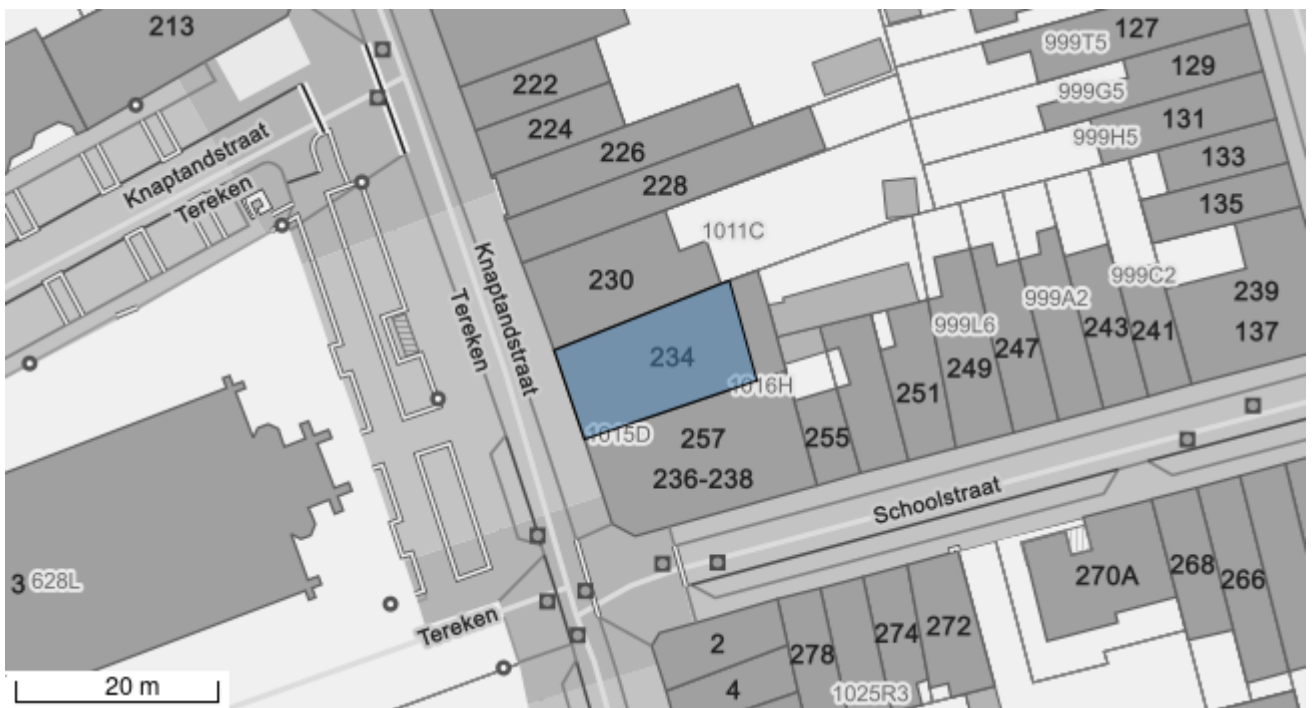 213
127
999T5
222
129
999G5
224
131
226
999H5
133
228
135
Knaptandstraat
Tereken
1011C
230
Knaptandstraat
Tereken
999C2
999A2
239
999L6
243
241
137
247
249
234
1016H
251
1015D
257
255
236-238
Schoolstraat
3 628L
270A
268
266
Tereken
2
278
274
272
4
1025R3
20 m